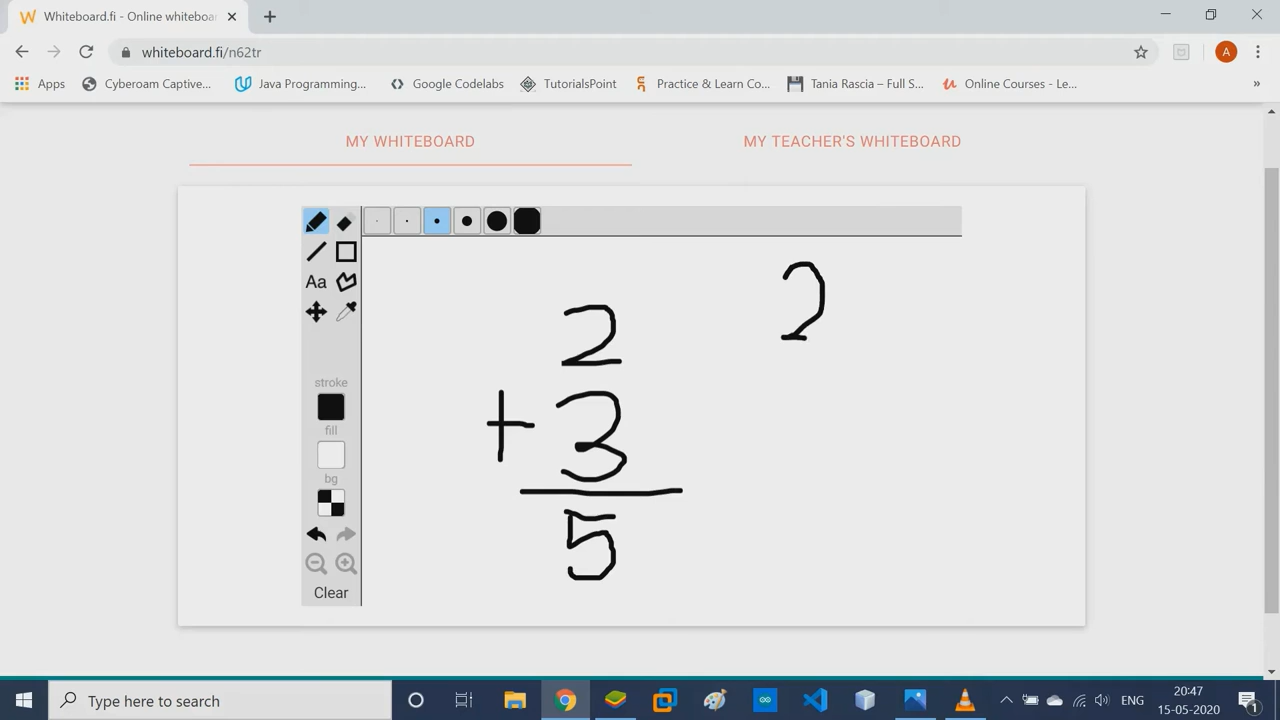 Whiteboard.fi - Online whiteboar
whiteboard.fi/n62tr
A
Apps Cyberoam Captive... Java Programming... Google Codelabs TutorialsPoint Practice & Learn Co... Tania Rascia – Full S... Online Courses - Le... »
MY WHITEBOARD MY TEACHER'S WHITEBOARD
Aa
stroke
fill
bg
Clear
2
2
+ 3
5
Type here to search
ENG
20:47
15-05-2020
1